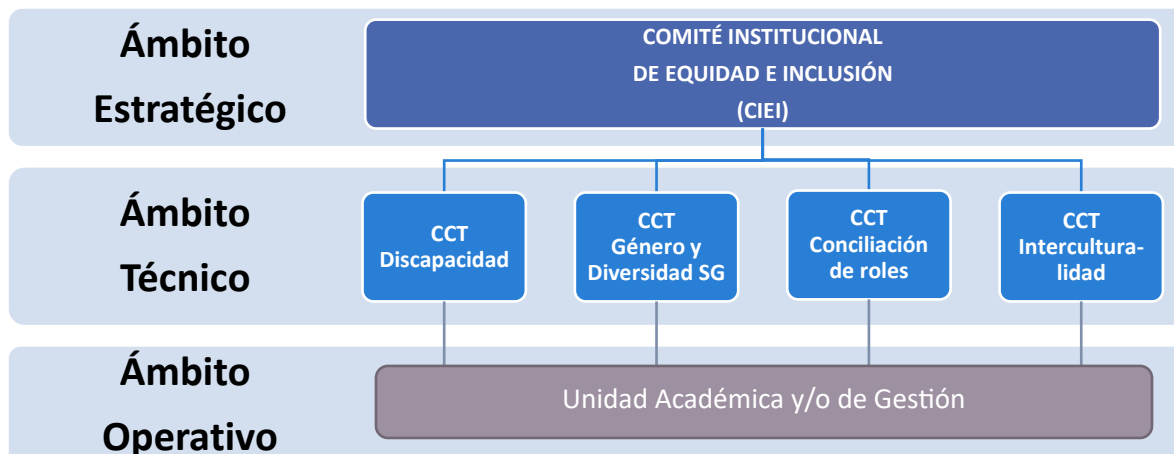 Ámbito
Estratégico
COMITÉ INSTITUCIONAL
DE EQUIDAD E INCLUSIÓN
(CIEI)
Ámbito
Técnico
CCT
Discapacidad
CCT
Género y
Diversidad SG
CCT
Conciliación
de roles
CCT
Intercultura-
lidad
Ámbito
Operativo
Unidad Académica y/o de Gestión